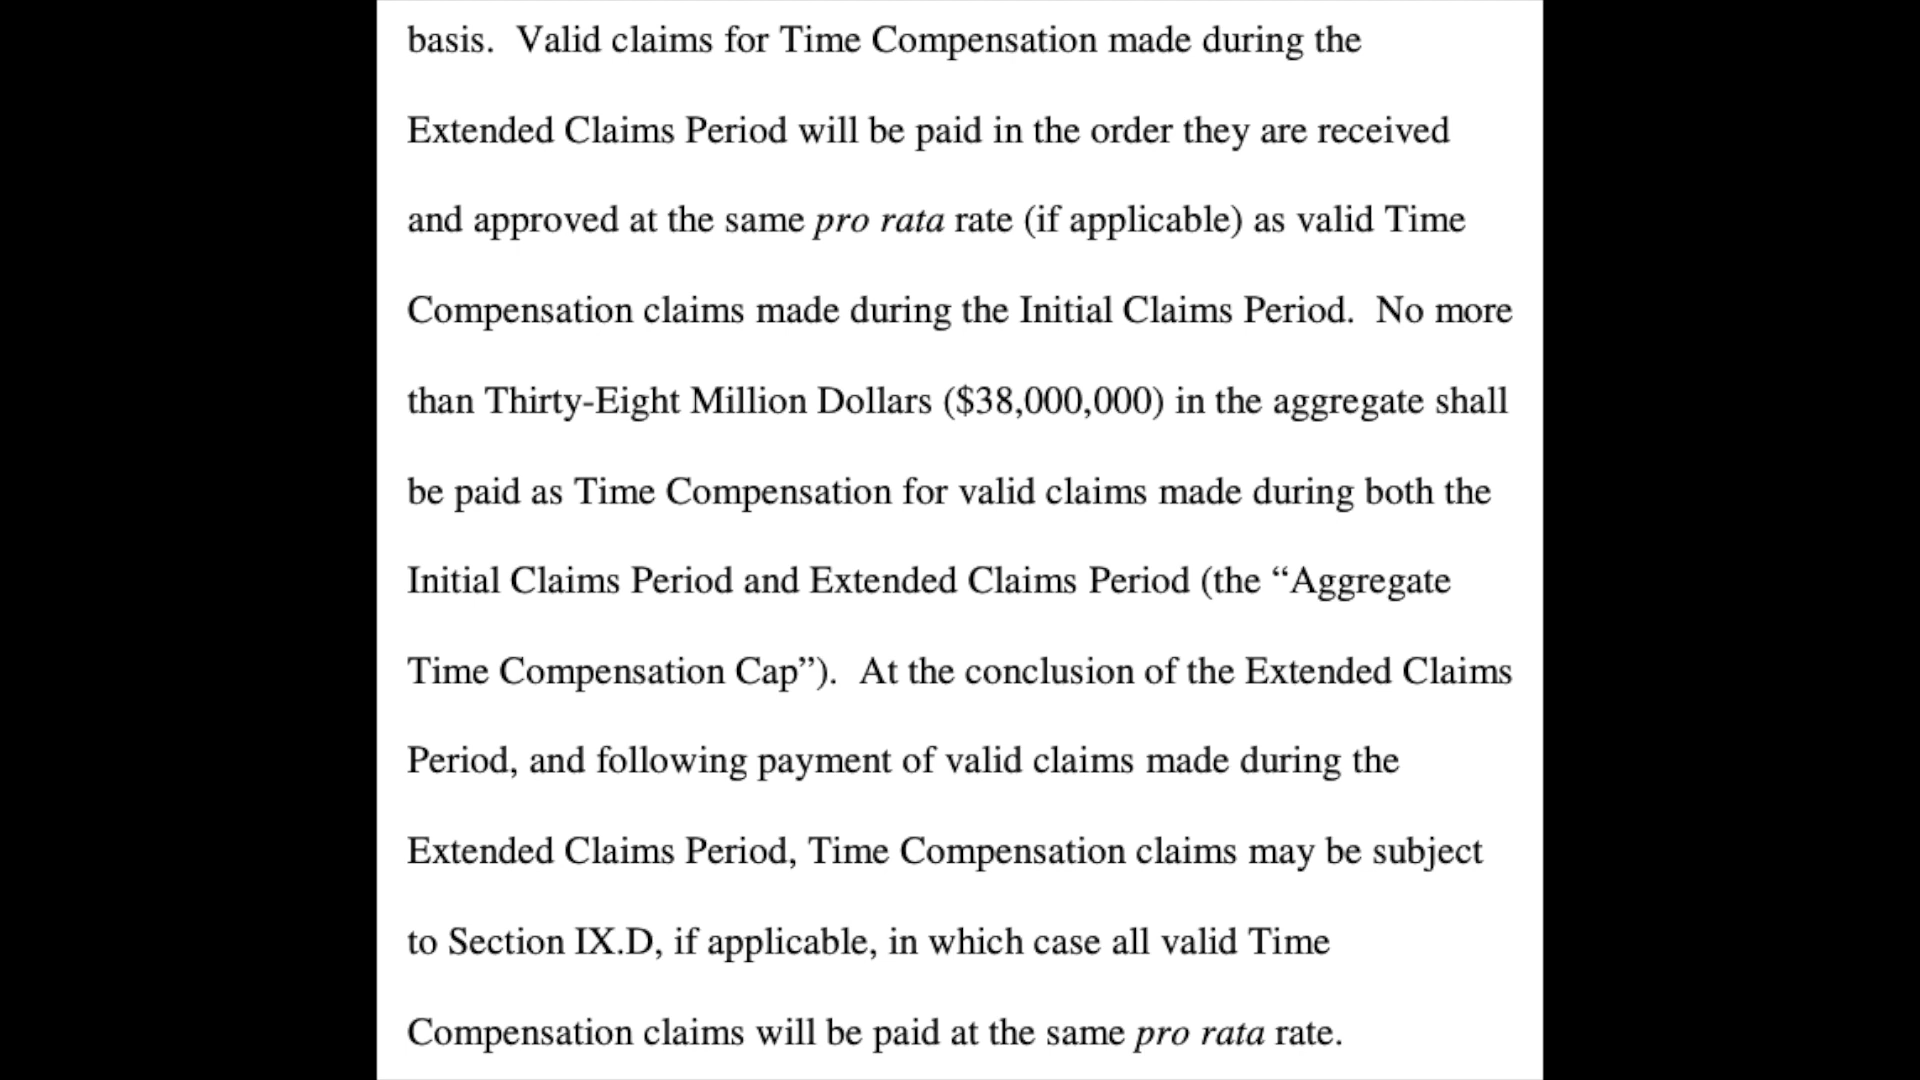 basis.  Valid claims for Time Compensation made during the
Extended Claims Period will be paid in the order they are received
and approved at the same pro rata rate (if applicable) as valid Time
Compensation claims made during the Initial Claims Period.  No more
than Thirty-Eight Million Dollars ($38,000,000) in the aggregate shall
be paid as Time Compensation for valid claims made during both the
Initial Claims Period and Extended Claims Period (the “Aggregate
Time Compensation Cap”).  At the conclusion of the Extended Claims
Period, and following payment of valid claims made during the
Extended Claims Period, Time Compensation claims may be subject
to Section IX.D, if applicable, in which case all valid Time
Compensation claims will be paid at the same pro rata rate.